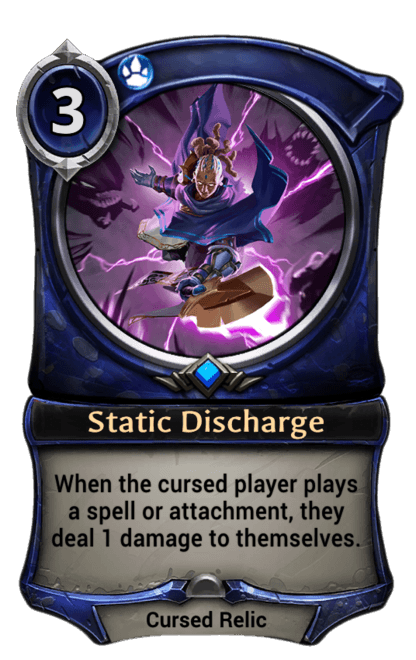 3
Static Discharge
When the cursed player plays
a spell or attachment, they
deal 1 damage to themselves.
Cursed Relic